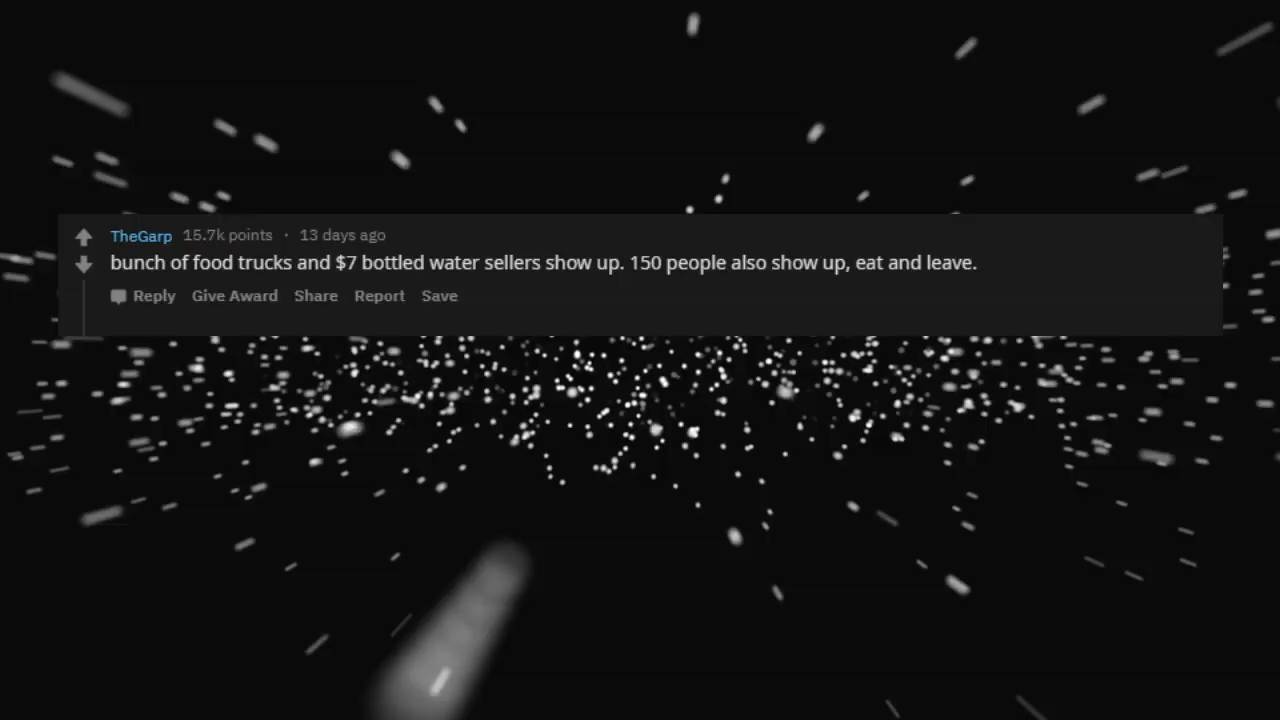 TheGarp 15.7k points · 13 days ago
bunch of food trucks and $7 bottled water sellers show up. 150 people also show up, eat and leave.
Reply Give Award Share Report Save